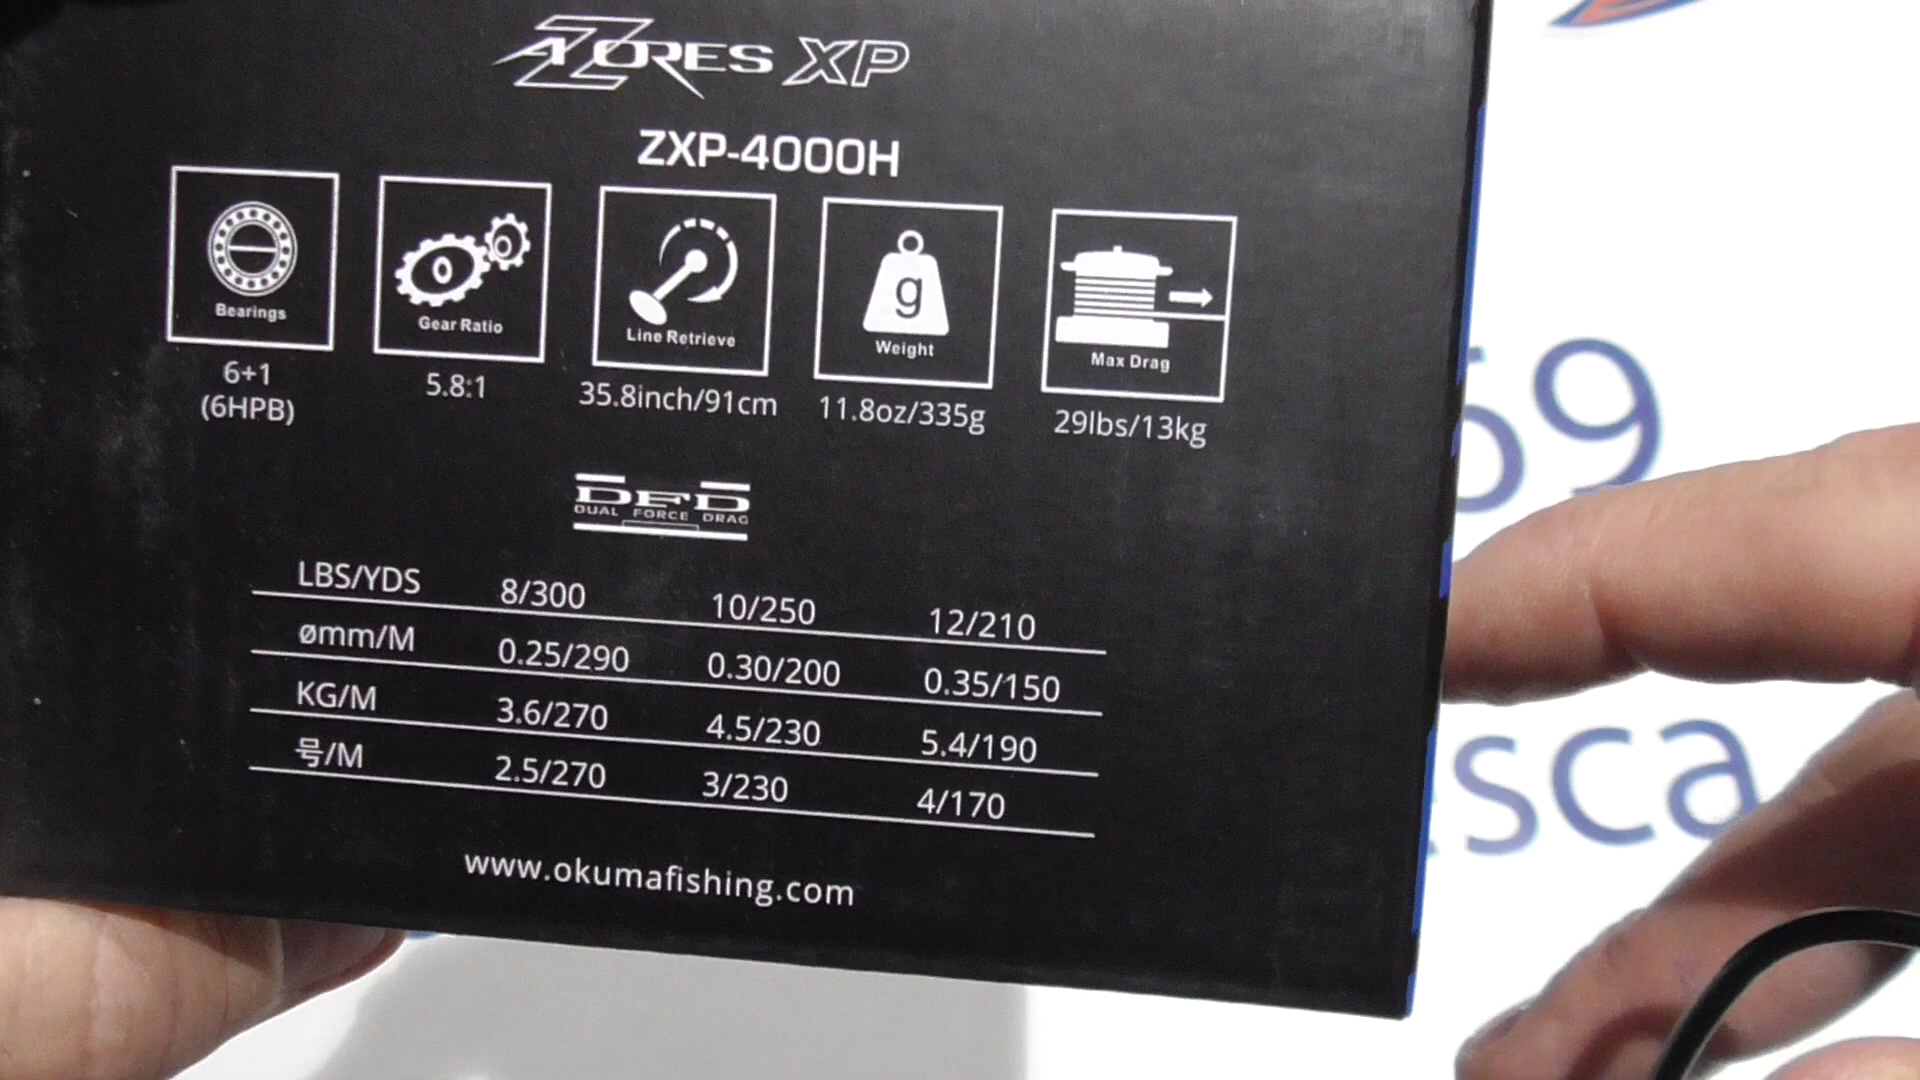 AZORES XP
ZXP-4000H
Bearings
Gear Ratio
Line Retrieve
g
Weight
Max Drag
6+1
(6HPB)
5.8:1
35.8inch/91cm
11.8oz/335g
29lbs/13kg
DFD
DUAL FORCE DRAG
LBS/YDS 8/300 10/250 12/210
ømm/M 0.25/290 0.30/200 0.35/150
KG/M 3.6/270 4.5/230 5.4/190
号/M 2.5/270 3/230 4/170
www.okumafishing.com